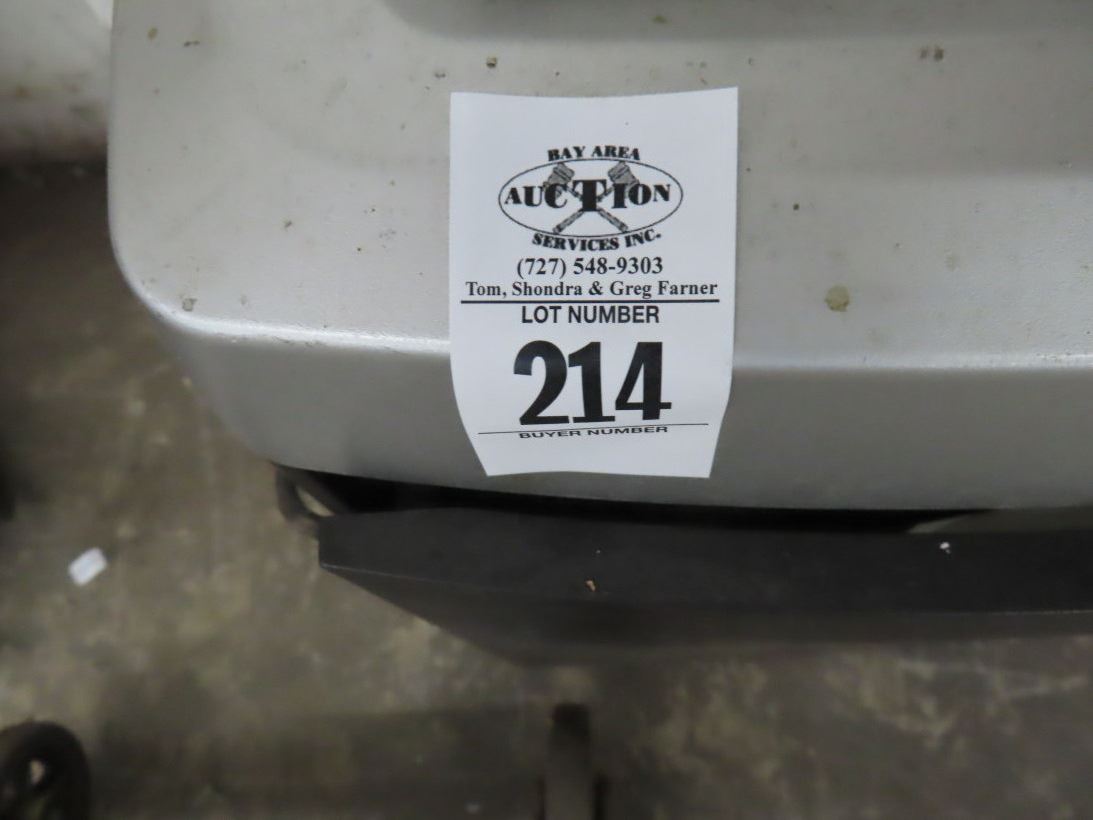 BAY AREA
AUCTION
SERVICES INC.
(727) 548-9303
Tom, Shondra & Greg Farner
LOT NUMBER
214
BUYER NUMBER